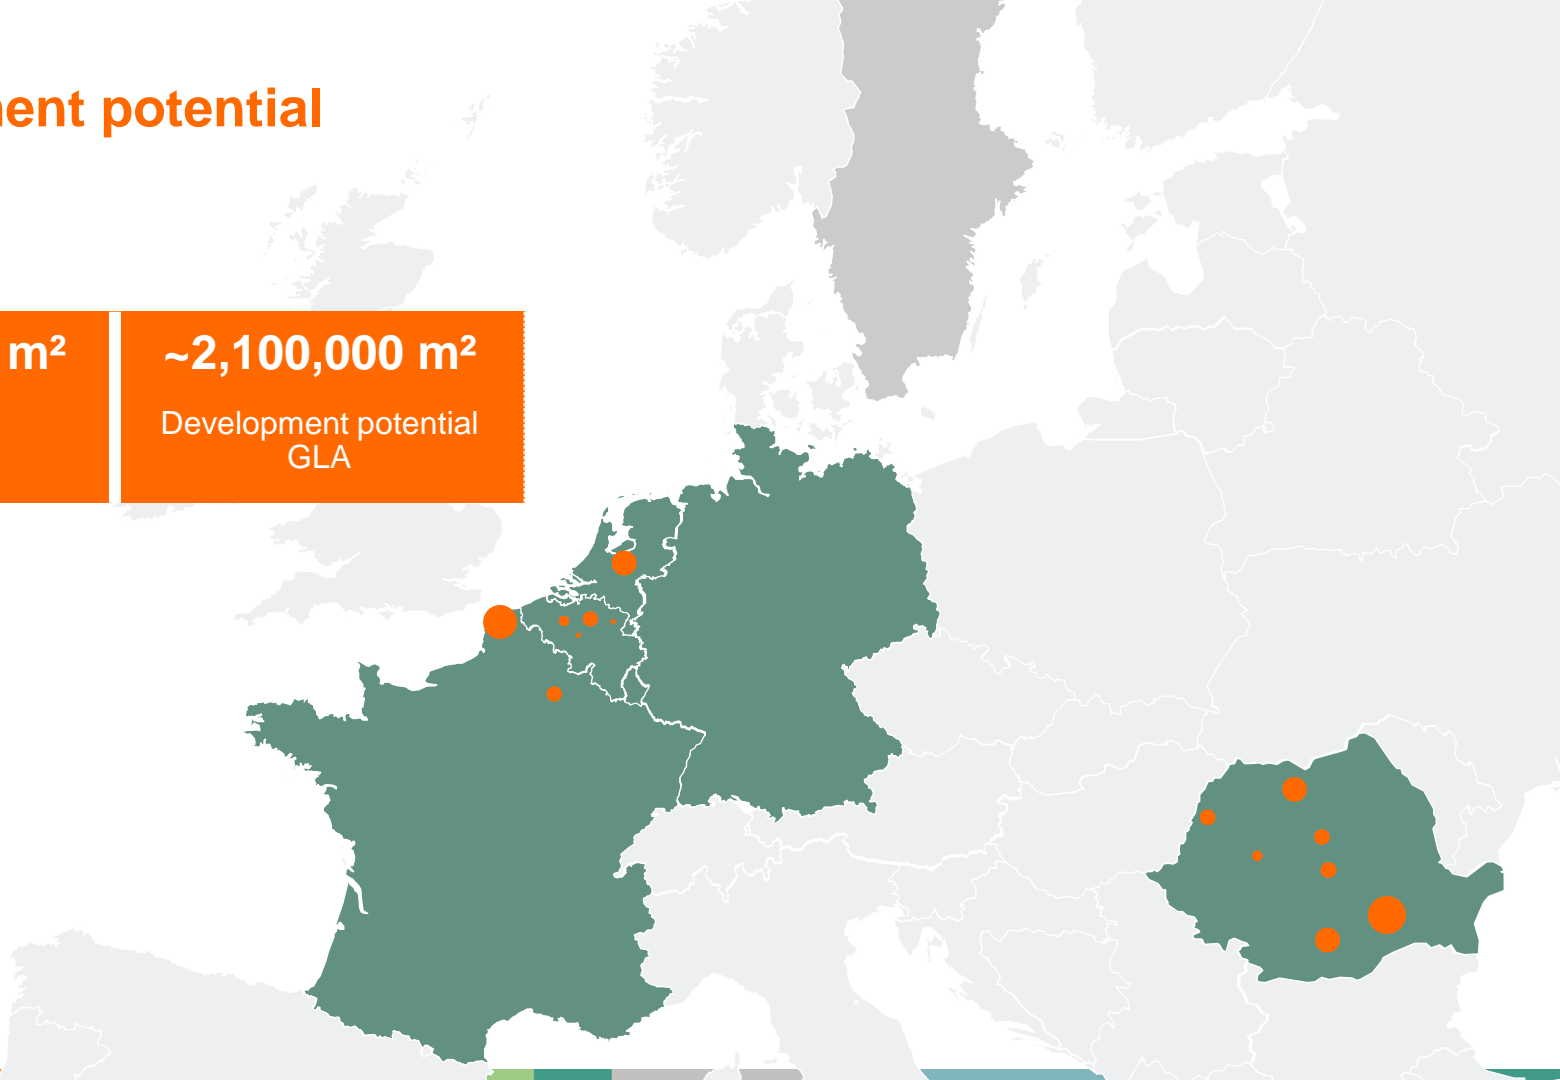 ent potential
m²
~2,100,000 m²
Development potential
GLA